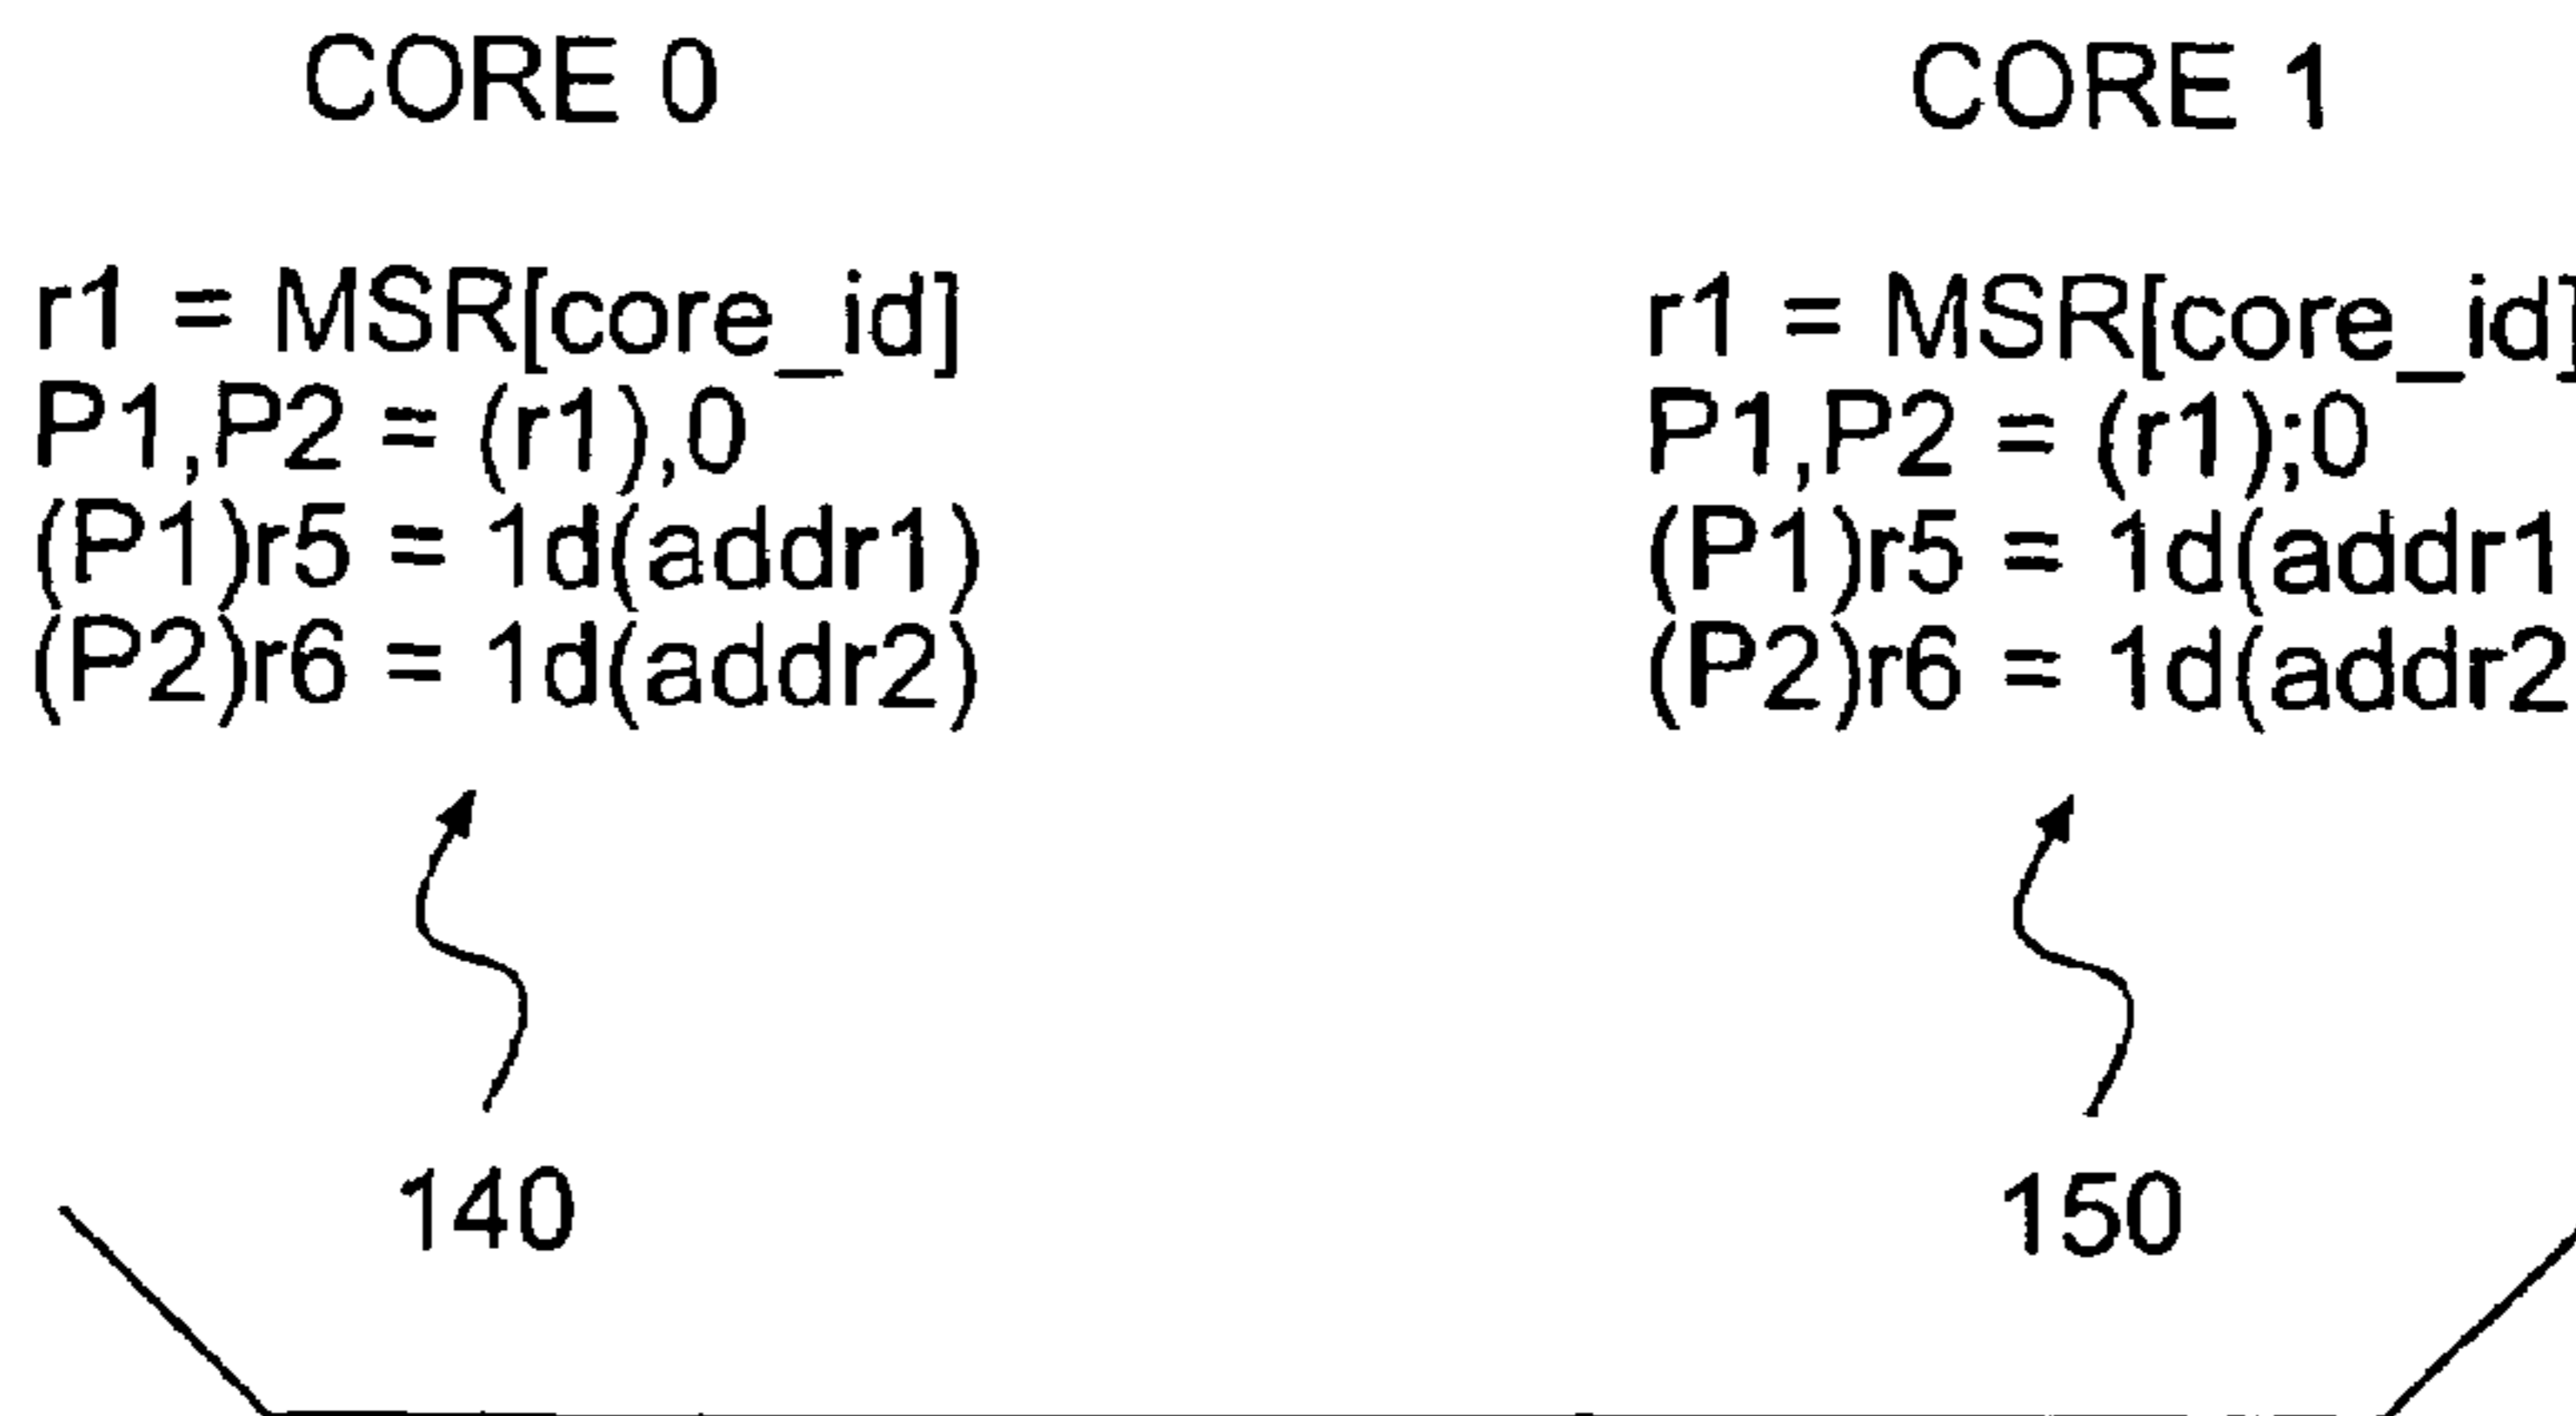 CORE 0
r1 = MSR[core_id]
P1,P2 = (r1),0
(P1)r5 = 1d(addr1)
(P2)r6 = 1d(addr2)
140
CORE 1
r1 = MSR[core_id]
P1,P2 = (r1);0
(P1)r5 = 1d(addr1
(P2)r6 = 1d(addr2
150